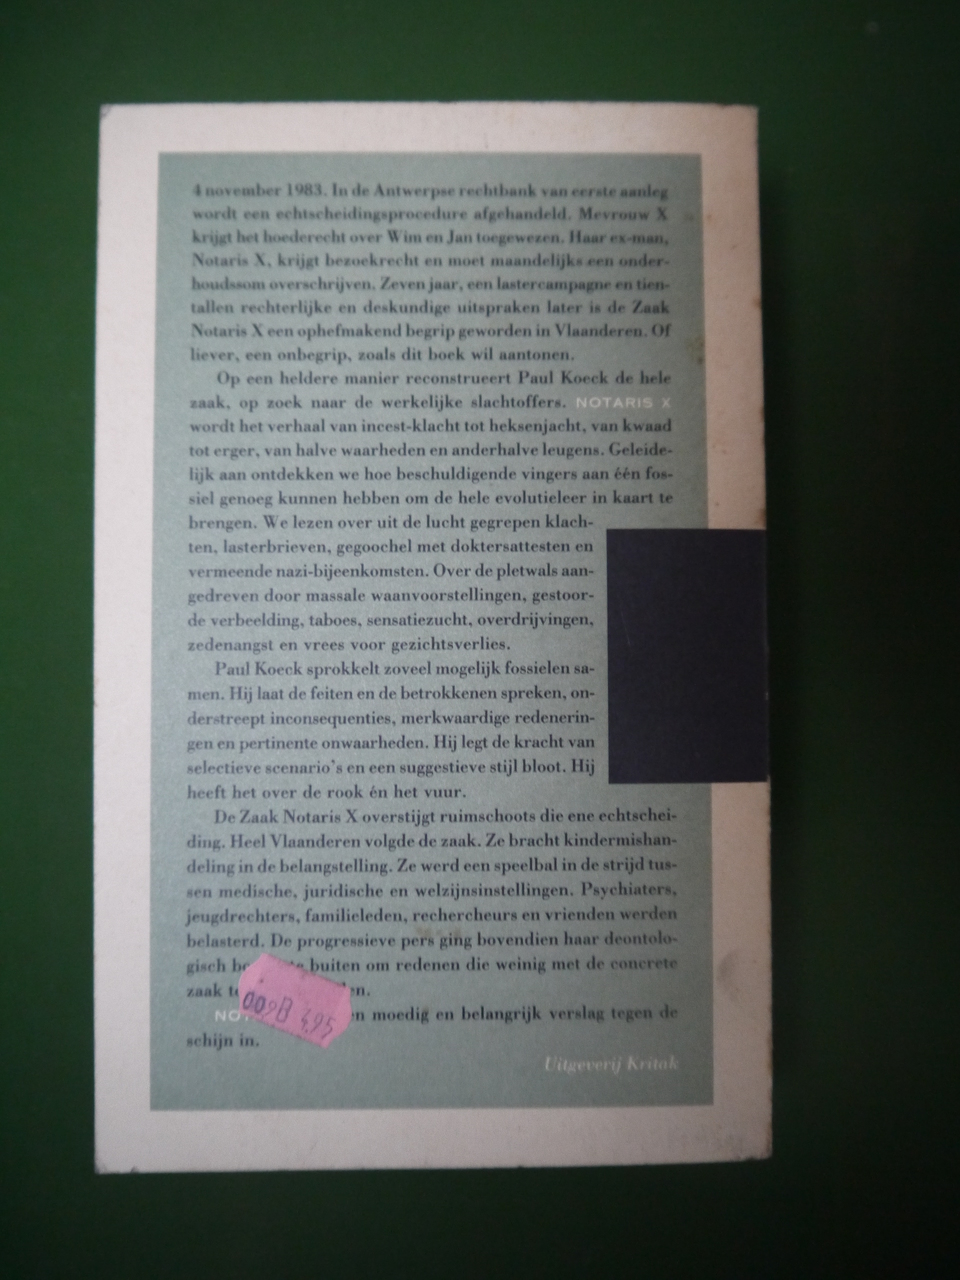 4 november 1983. In de Antwerpse rechtbank van eerste aanleg
wordt een echtscheidingsprocedure afgehandeld. Mevrouw X
krijgt het hoederecht over Wim en Jan toegewezen. Haar ex-man,
Notaris X, krijgt bezoekrecht en moet maandelijks een onder-
houdssom overschrijven. Zeven jaar, een lastercampagne en tien-
tallen rechterlijke en deskundige uitspraken later is de Zaak
Notaris X een ophefmakend begrip geworden in Vlaanderen. Of
liever, een onbegrip, zoals dit boek wil aantonen.
Op een heldere manier reconstrueert Paul Koeck de hele
zaak, op zoek naar de werkelijke slachtoffers. NOTARIS X
wordt het verhaal van incest-klacht tot heksenjacht, van kwaad
tot erger, van halve waarheden en anderhalve leugens. Geleide-
lijk aan ontdekken we hoe beschuldigende vingers aan één fos-
siel genoeg kunnen hebben om de hele evolutieleer in kaart te
brengen. We lezen over uit de lucht gegrepen klach-
ten, lasterbrieven, gegoochel met doktersattesten en
vermeende nazi-bijeenkomsten. Over de pletwals aan-
gedreven door massale waanvoorstellingen, gestoor-
de verbeelding, taboes, sensatiezucht, overdrijvingen,
zedenangst en vrees voor gezichtsverlies.
Paul Koeck sprokkelt zoveel mogelijk fossielen sa-
men. Hij laat de feiten en de betrokkenen spreken, on-
derstreept inconsequenties, merkwaardige redenerin-
gen en pertinente onwaarheden. Hij legt de kracht van
selectieve scenario's en een suggestieve stijl bloot. Hij
heeft het over de rook én het vuur.
De Zaak Notaris X overstijgt ruimschoots die ene echtschei-
ding. Heel Vlaanderen volgde de zaak. Ze bracht kindermishan-
deling in de belangstelling. Ze werd een speelbal in de strijd tus-
sen medische, juridische en welzijnsinstellingen. Psychiaters,
jeugdrechters, familieleden, rechercheurs en vrienden werden
belasterd. De progressieve pers ging bovendien haar deontolo-
gisch buiten om redenen die weinig met de concrete
zaak
moedig en belangrijk verslag tegen de
schijn in.
009B 4,95
Uitgeverij Kritak